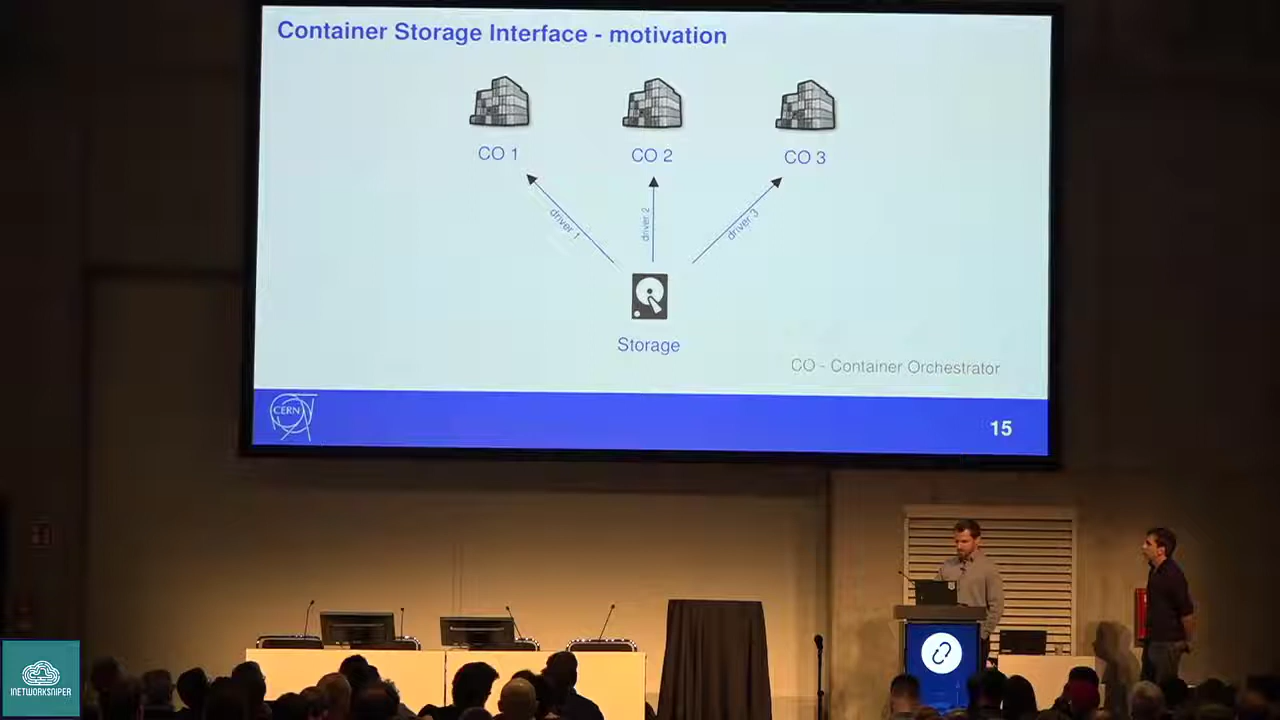 Container Storage Interface - motivation
CO 1
CO 2
CO 3
driver 1
driver 2
driver 3
Storage
CO - Container Orchestrator
CERN
15
INETWORKSNIPER